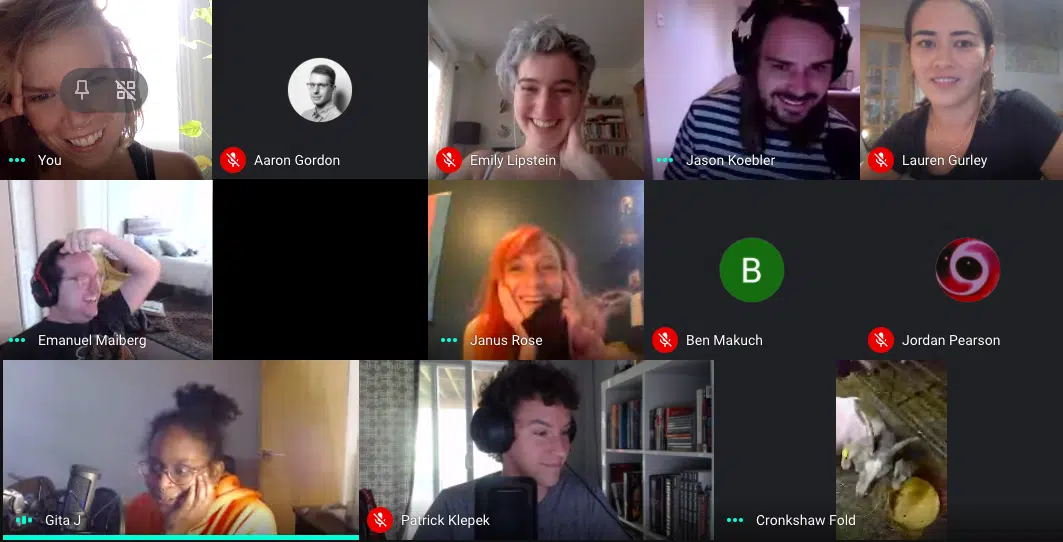 You
Aaron Gordon
Emily Lipstein
Jason Koebler
Lauren Gurley
Emanuel Maiberg
Janus Rose
B
Ben Makuch
Jordan Pearson
Gita J
Patrick Klepek
Cronkshaw Fold